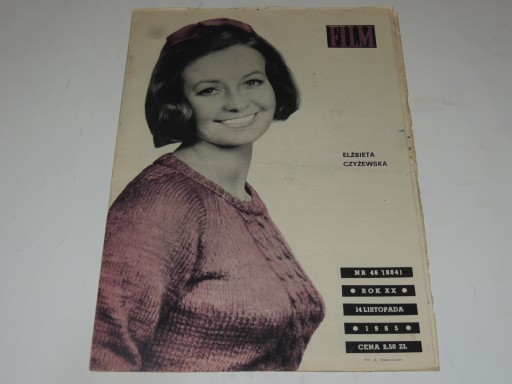 FILM
ELŻBIETA
CZYŻEWSKA
NR 46 (884)
ROK XX
14 LISTOPADA
1965
CENA 2.50 ZŁ